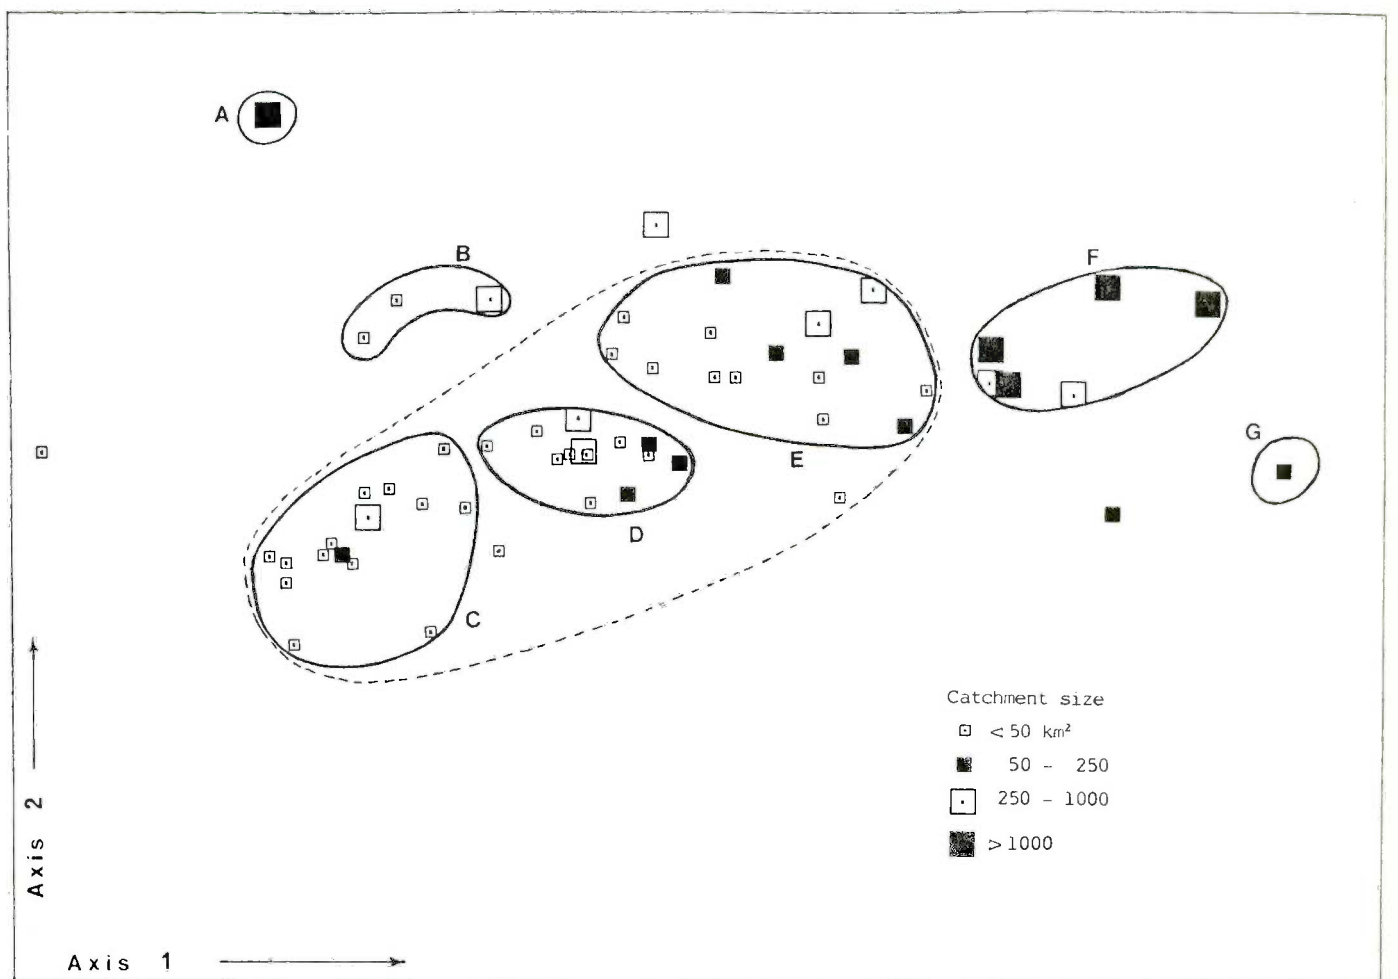 A
B
F
E
G
D
C
Catchment size
< 50 km²
50 - 250
250 - 1000
> 1000
Axis 2
Axis 1